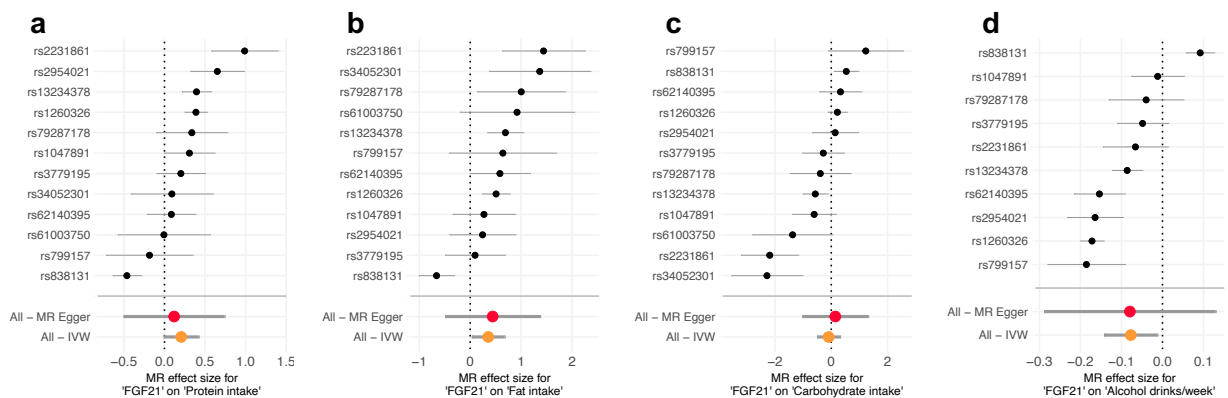 a
rs2231861
rs2954021
rs13234378
rs1260326
rs79287178
rs1047891
rs3779195
rs34052301
rs62140395
rs61003750
rs799157
rs838131
All − MR Egger
All − IVW
−0.5 0.0 0.5 1.0 1.5
MR effect size for
'FGF21' on 'Protein intake'
b
rs2231861
rs34052301
rs79287178
rs61003750
rs13234378
rs799157
rs62140395
rs1260326
rs1047891
rs2954021
rs3779195
rs838131
All − MR Egger
All − IVW
−1 0 1 2
MR effect size for
'FGF21' on 'Fat intake'
c
rs799157
rs838131
rs62140395
rs1260326
rs2954021
rs3779195
rs79287178
rs13234378
rs1047891
rs61003750
rs2231861
rs34052301
All − MR Egger
All − IVW
−2 0 2
MR effect size for
'FGF21' on 'Carbohydrate intake'
d
rs838131
rs1047891
rs79287178
rs3779195
rs2231861
rs13234378
rs62140395
rs2954021
rs1260326
rs799157
All − MR Egger
All − IVW
−0.3 −0.2 −0.1 0.0 0.1
MR effect size for
'FGF21' on 'Alcohol drinks/week'